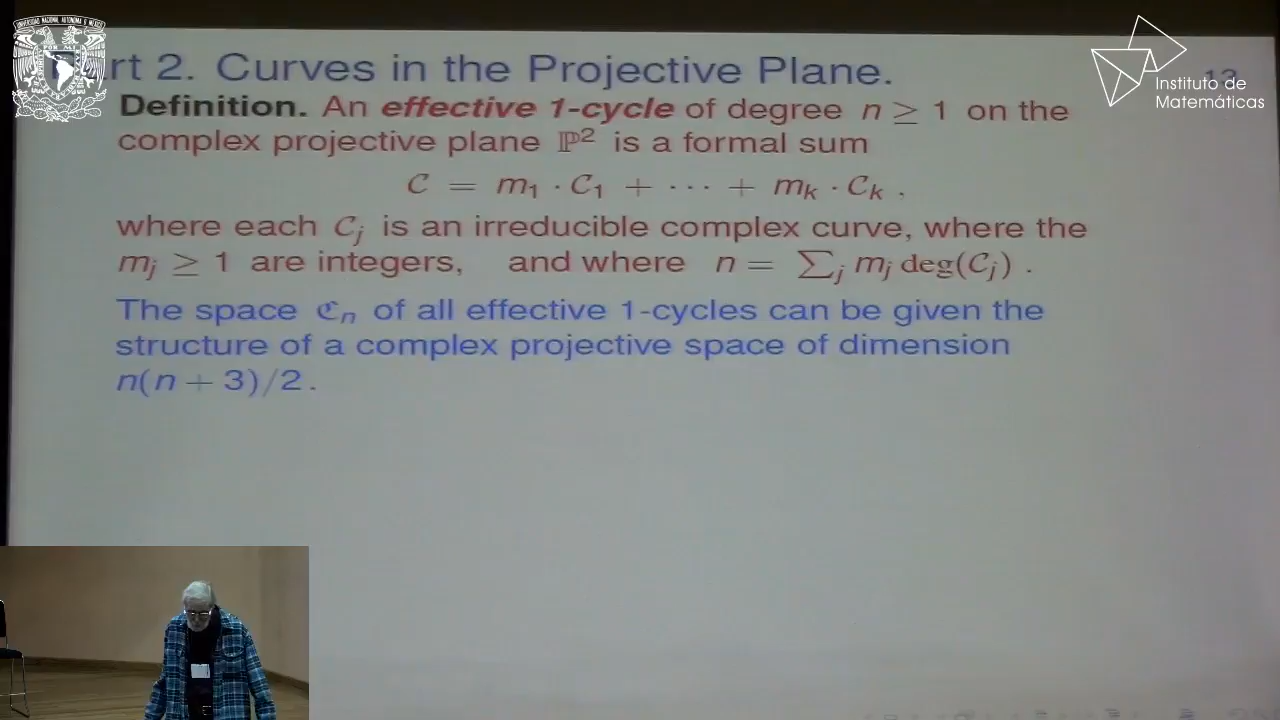 rt 2. Curves in the Projective Plane.
Instituto de
Matemáticas
Definition. An effective 1-cycle of degree n ≥ 1 on the
complex projective plane ℙ² is a formal sum
𝒞 = m₁ · 𝒞₁ + ··· + mₖ · 𝒞ₖ .
where each 𝒞ⱼ is an irreducible complex curve, where the
mⱼ ≥ 1 are integers, and where n = ∑ⱼ mⱼ deg(𝒞ⱼ) .
The space ℭₙ of all effective 1-cycles can be given the
structure of a complex projective space of dimension
n(n + 3)/2 .